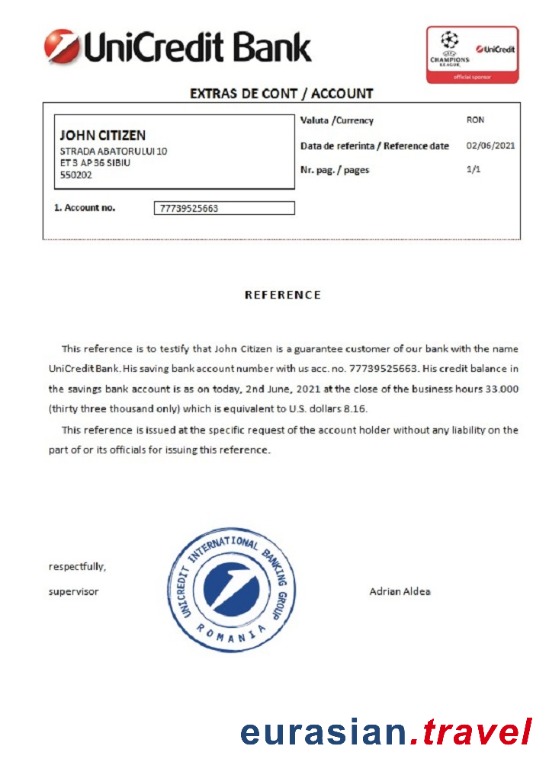 UniCredit Bank
CHAMPIONS
LEAGUE
UniCredit
official sponsor
EXTRAS DE CONT / ACCOUNT
JOHN CITIZEN
STRADA ABATORULUI 10
ET 3 AP 36 SIBIU
550202
Valuta /Currency RON
Data de referinta / Reference date 02/06/2021
Nr. pag. / pages 1/1
1. Account no. 77739525663
REFERENCE
This reference is to testify that John Citizen is a guarantee customer of our bank with the name
UniCredit Bank. His saving bank account number with us acc. no. 77739525663. His credit balance in
the savings bank account is as on today, 2nd June, 2021 at the close of the business hours 33.000
(thirty three thousand only) which is equivalent to U.S. dollars 8.16.
This reference is issued at the specific request of the account holder without any liability on the
part of or its officials for issuing this reference.
respectfully,
supervisor
UNICREDIT INTERNATIONAL BANKING GROUP
ROMANIA
Adrian Aldea
eurasian.travel